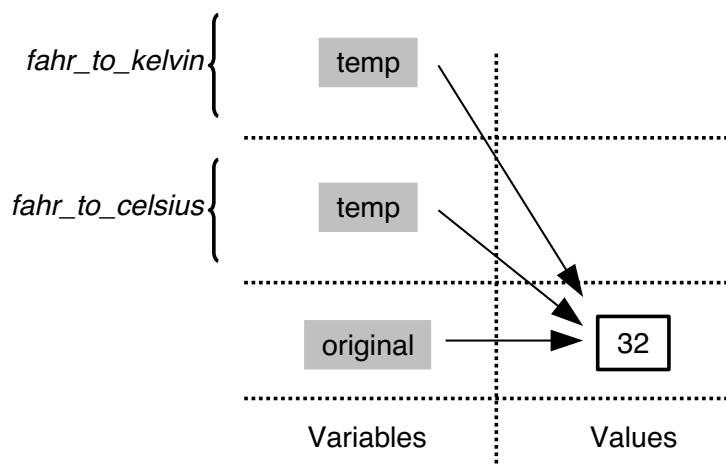 fahr_to_kelvin temp
fahr_to_celsius temp
original 32
Variables Values